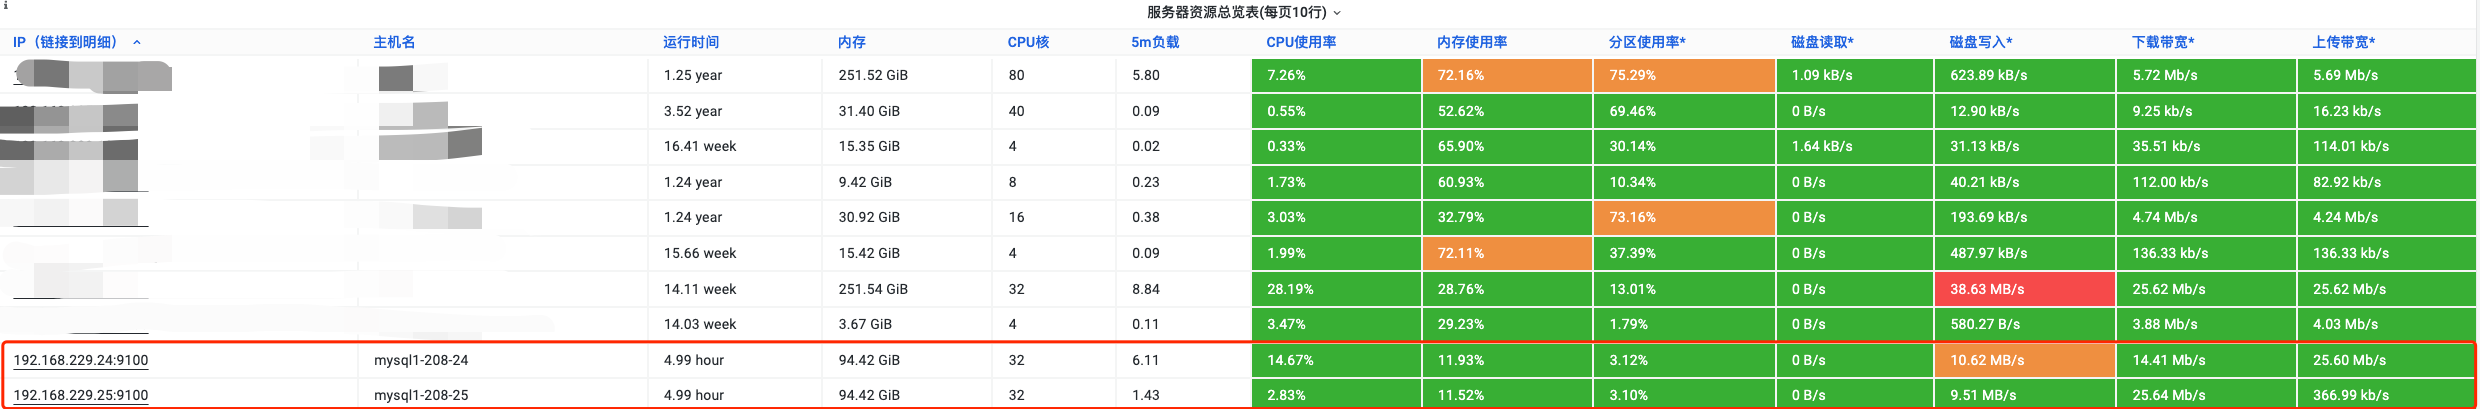 i
服务器资源总览表(每页10行)
IP（链接到明细） 主机名 运行时间 内存 CPU核 5m负载 CPU使用率 内存使用率 分区使用率* 磁盘读取* 磁盘写入* 下载带宽* 上传带宽*
1.25 year 251.52 GiB 80 5.80 7.26% 72.16% 75.29% 1.09 kB/s 623.89 kB/s 5.72 Mb/s 5.69 Mb/s
3.52 year 31.40 GiB 40 0.09 0.55% 52.62% 69.46% 0 B/s 12.90 kB/s 9.25 kb/s 16.23 kb/s
16.41 week 15.35 GiB 4 0.02 0.33% 65.90% 30.14% 1.64 kB/s 31.13 kB/s 35.51 kb/s 114.01 kb/s
1.24 year 9.42 GiB 8 0.23 1.73% 60.93% 10.34% 0 B/s 40.21 kB/s 112.00 kb/s 82.92 kb/s
1.24 year 30.92 GiB 16 0.38 3.03% 32.79% 73.16% 0 B/s 193.69 kB/s 4.74 Mb/s 4.24 Mb/s
15.66 week 15.42 GiB 4 0.09 1.99% 72.11% 37.39% 0 B/s 487.97 kB/s 136.33 kb/s 136.33 kb/s
14.11 week 251.54 GiB 32 8.84 28.19% 28.76% 13.01% 0 B/s 38.63 MB/s 25.62 Mb/s 25.62 Mb/s
14.03 week 3.67 GiB 4 0.11 3.47% 29.23% 1.79% 0 B/s 580.27 B/s 3.88 Mb/s 4.03 Mb/s
192.168.229.24:9100 mysql1-208-24 4.99 hour 94.42 GiB 32 6.11 14.67% 11.93% 3.12% 0 B/s 10.62 MB/s 14.41 Mb/s 25.60 Mb/s
192.168.229.25:9100 mysql1-208-25 4.99 hour 94.42 GiB 32 1.43 2.83% 11.52% 3.10% 0 B/s 9.51 MB/s 25.64 Mb/s 366.99 kb/s